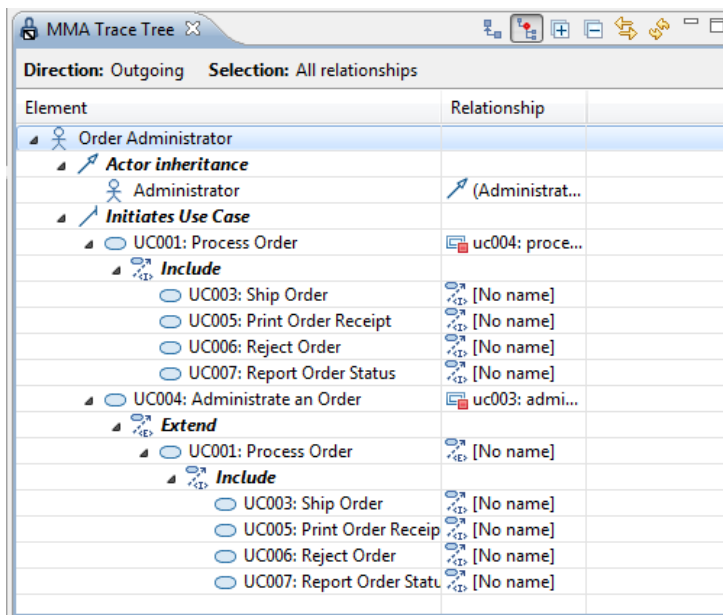 MMA Trace Tree
Direction: Outgoing Selection: All relationships
Element Relationship
Order Administrator
Actor inheritance
Administrator (Administrat...
Initiates Use Case
UC001: Process Order uc004: proce...
Include
UC003: Ship Order [No name]
UC005: Print Order Receipt [No name]
UC006: Reject Order [No name]
UC007: Report Order Status [No name]
UC004: Administrate an Order uc003: admi...
Extend
UC001: Process Order [No name]
Include
UC003: Ship Order [No name]
UC005: Print Order Receip [No name]
UC006: Reject Order [No name]
UC007: Report Order Statu [No name]